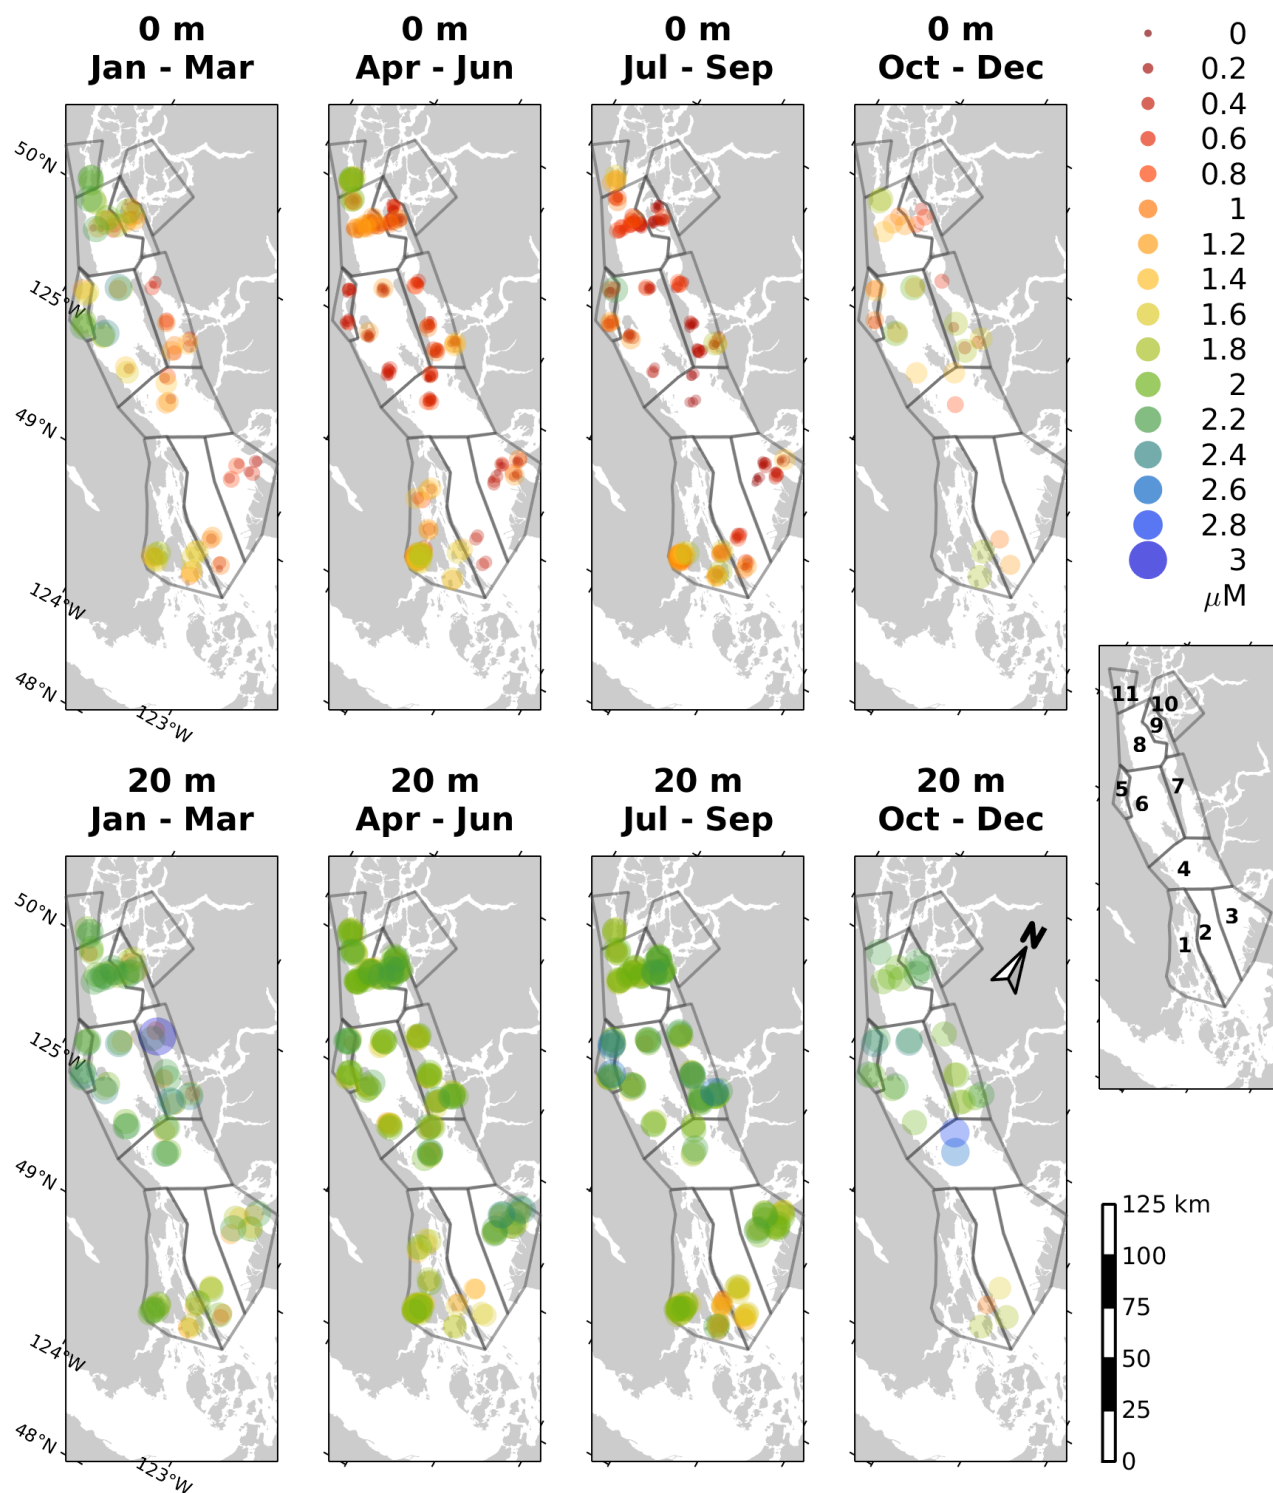 0 m
Jan - Mar
0 m
Apr - Jun
0 m
Jul - Sep
0 m
Oct - Dec
50°N
125°W
49°N
124°W
48°N
123°W
0
0.2
0.4
0.6
0.8
1
1.2
1.4
1.6
1.8
2
2.2
2.4
2.6
2.8
3
μM
11
10
9
8
7
5
6
4
3
2
1
20 m
Jan - Mar
20 m
Apr - Jun
20 m
Jul - Sep
20 m
Oct - Dec
50°N
125°W
49°N
124°W
48°N
123°W
N
125 km
100
75
50
25
0